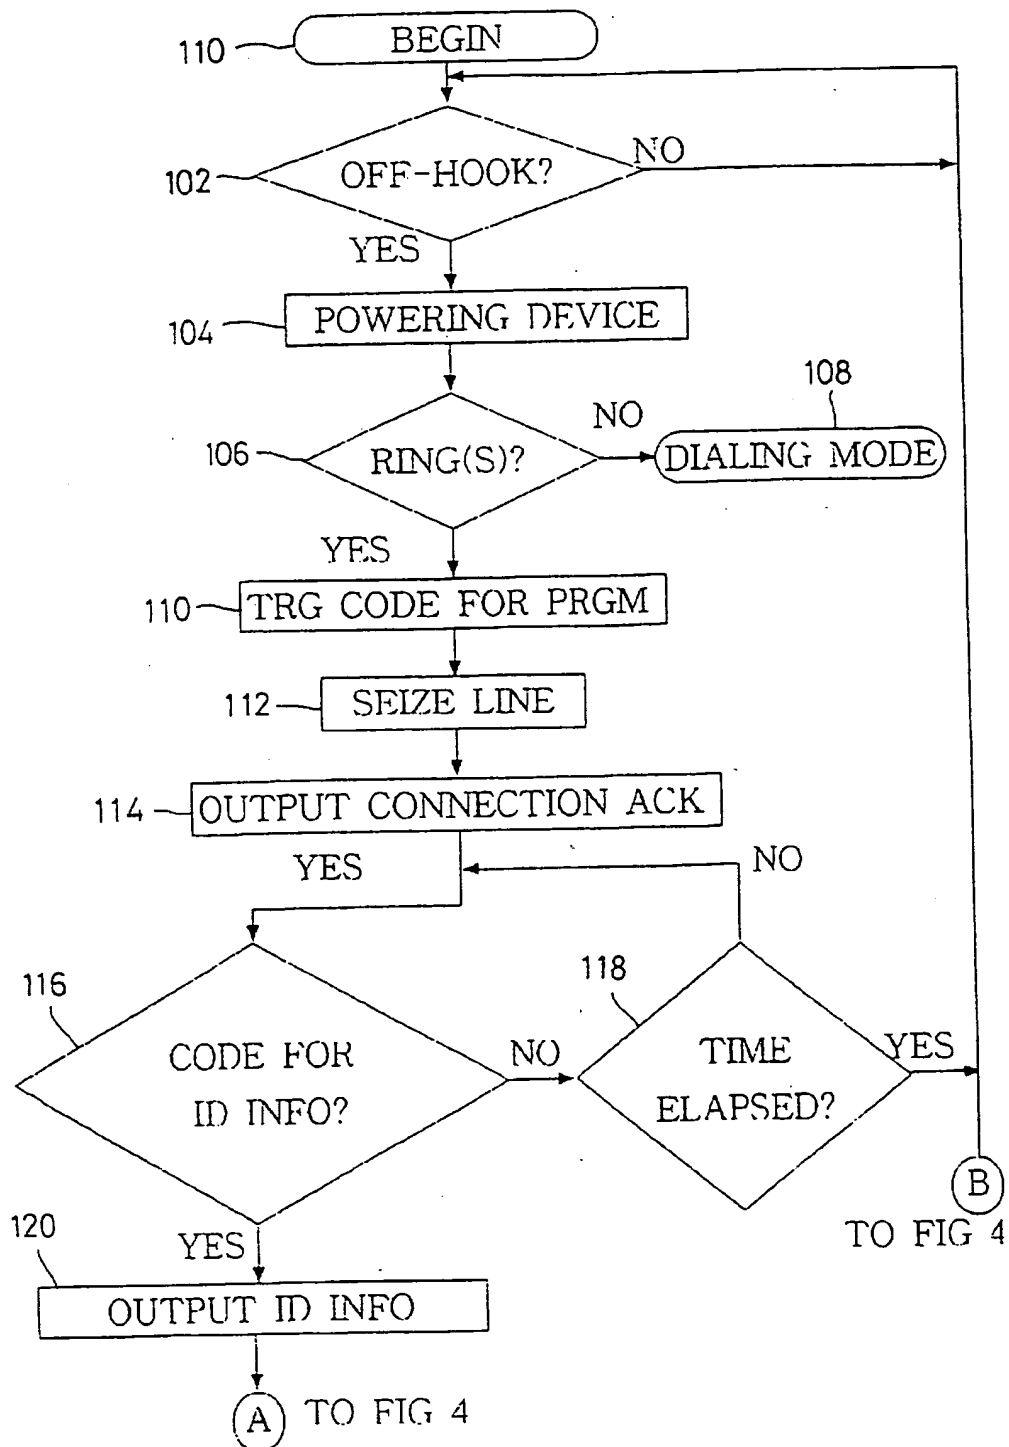 110 BEGIN
102 OFF-HOOK? NO
YES
104 POWERING DEVICE
108
106 RING(S)? NO DIALING MODE
YES
110 TRG CODE FOR PRGM
112 SEIZE LINE
114 OUTPUT CONNECTION ACK
YES NO
116 118
CODE FOR NO TIME YES
ID INFO? ELAPSED?
B
TO FIG 4
120 YES
OUTPUT ID INFO
A TO FIG 4